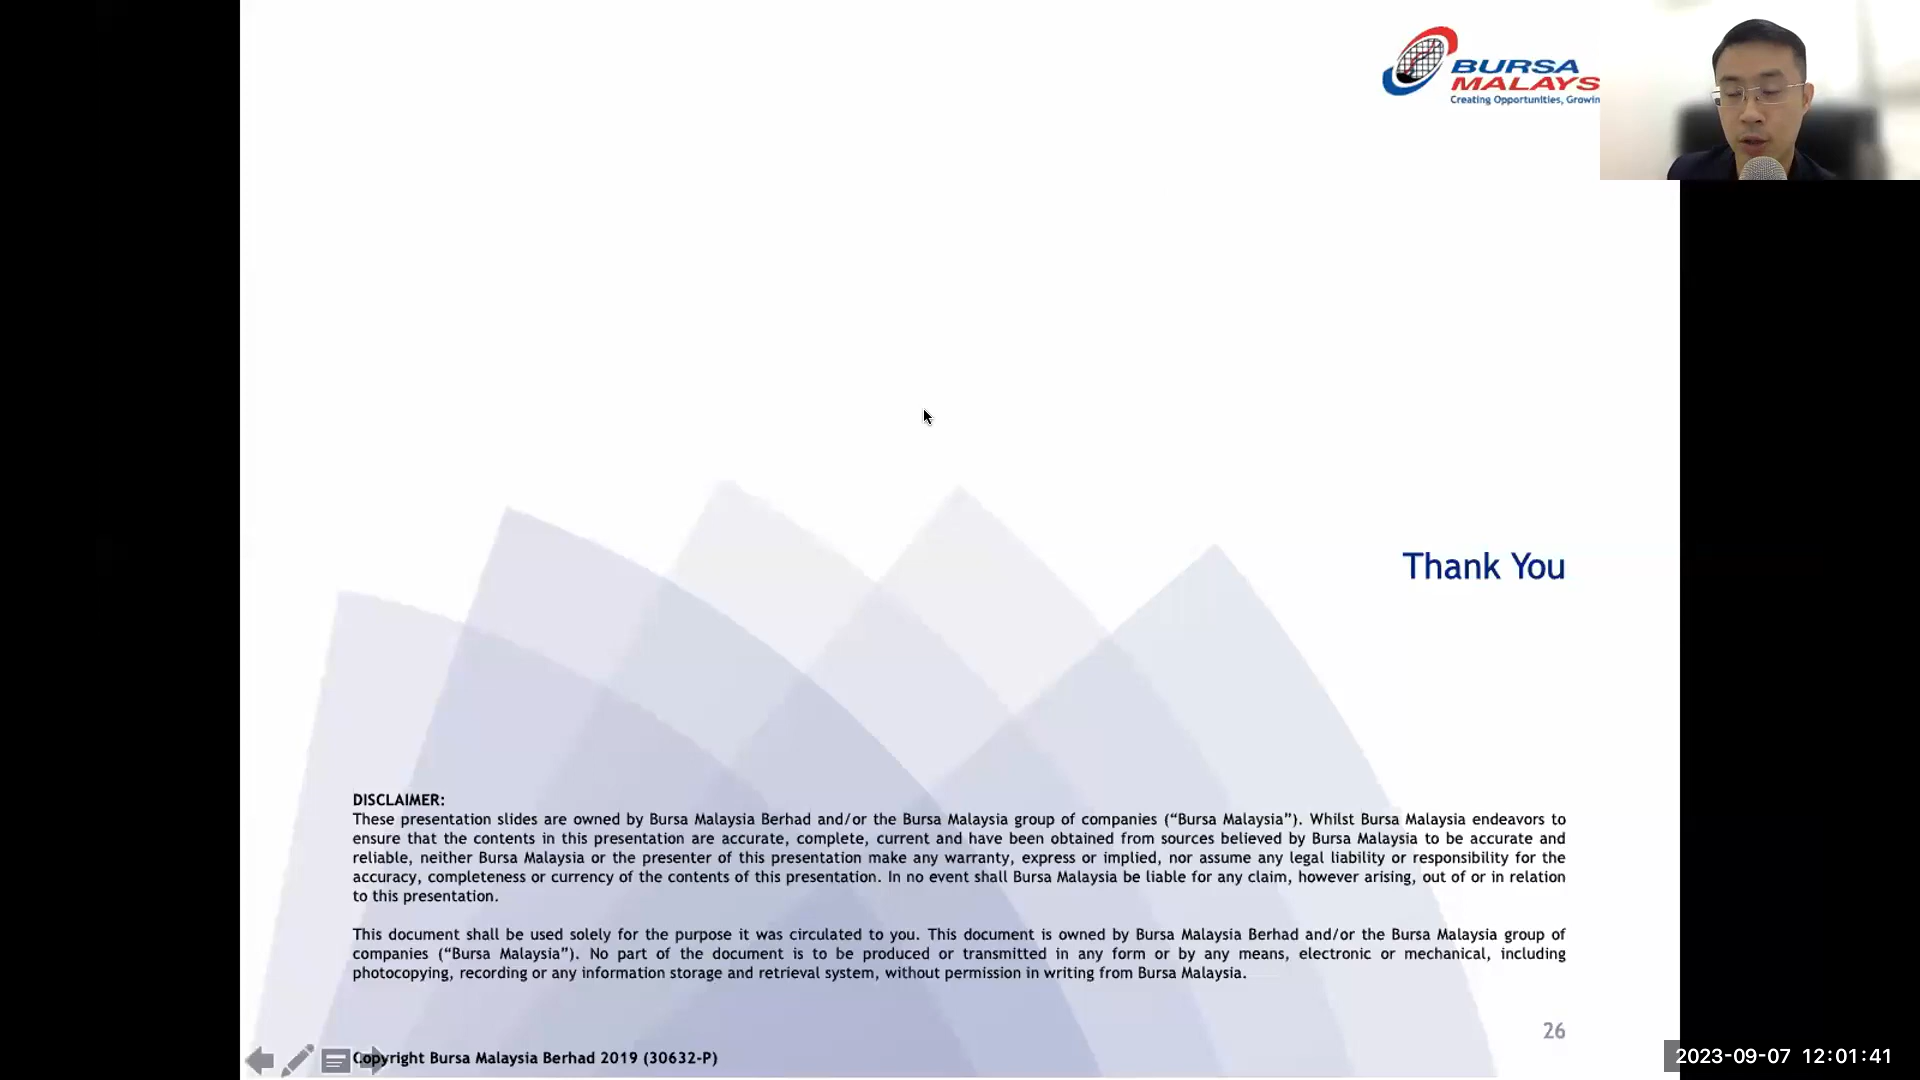 BURSA
MALAYS
Creating Opportunities, Growin
Thank You
DISCLAIMER:
These presentation slides are owned by Bursa Malaysia Berhad and/or the Bursa Malaysia group of companies (“Bursa Malaysia”). Whilst Bursa Malaysia endeavors to
ensure that the contents in this presentation are accurate, complete, current and have been obtained from sources believed by Bursa Malaysia to be accurate and
reliable, neither Bursa Malaysia or the presenter of this presentation make any warranty, express or implied, nor assume any legal liability or responsibility for the
accuracy, completeness or currency of the contents of this presentation. In no event shall Bursa Malaysia be liable for any claim, however arising, out of or in relation
to this presentation.
This document shall be used solely for the purpose it was circulated to you. This document is owned by Bursa Malaysia Berhad and/or the Bursa Malaysia group of
companies (“Bursa Malaysia”). No part of the document is to be produced or transmitted in any form or by any means, electronic or mechanical, including
photocopying, recording or any information storage and retrieval system, without permission in writing from Bursa Malaysia.
26
Copyright Bursa Malaysia Berhad 2019 (30632-P)
2023-09-07 12:01:41